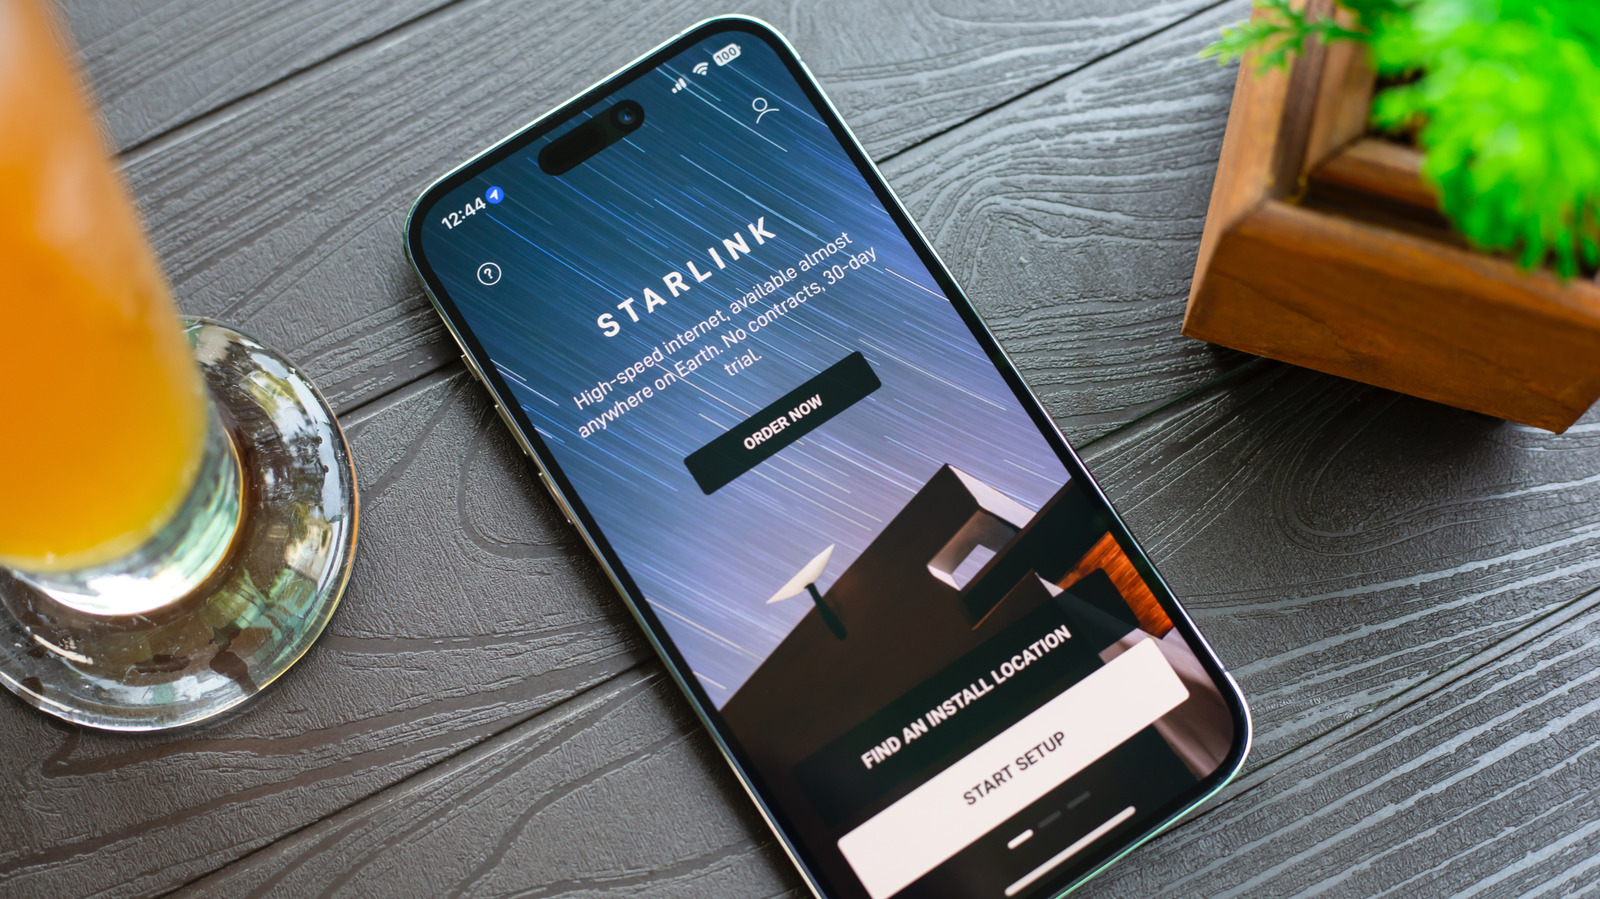 100
12:44
?
STARLINK
High-speed internet, available almost
anywhere on Earth. No contracts, 30-day
trial.
ORDER NOW
FIND AN INSTALL LOCATION
START SETUP